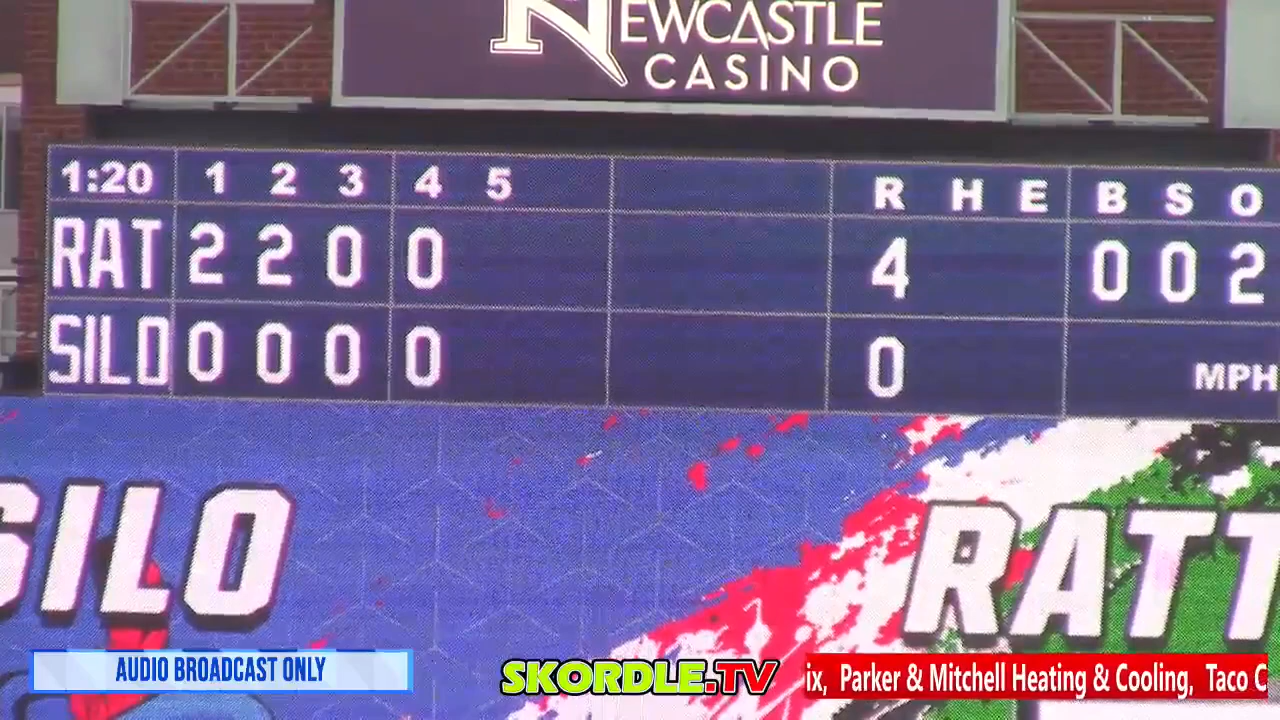 NEWCASTLE
CASINO
1:20 1 2 3 4 5 R H E B S O
RAT 2 2 0 0 4 0 0 2
SILO 0 0 0 0 0 MPH
SILO
RATT
AUDIO BROADCAST ONLY
SKORDLE.TV
ix, Parker & Mitchell Heating & Cooling, Taco C